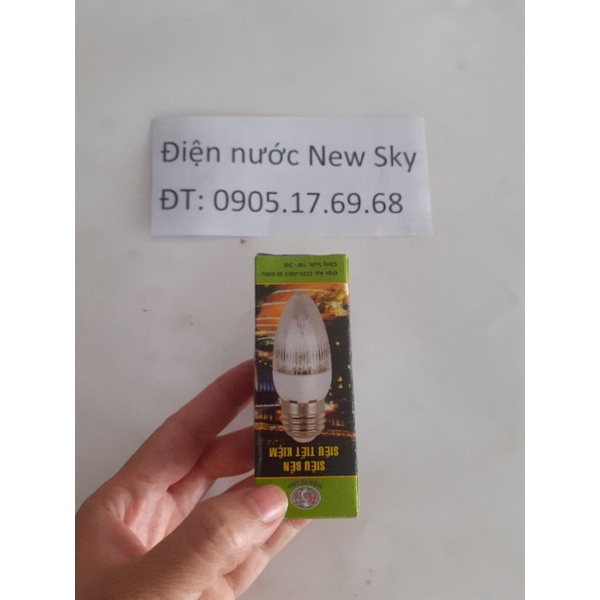 Điện nước New Sky
ĐT: 0905.17.69.68
SIÊU BỀN
SIÊU TIẾT KIỆM